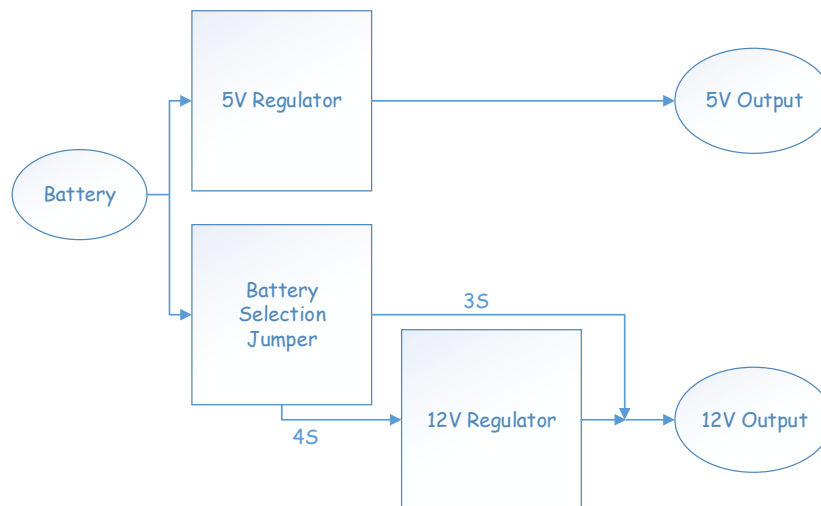 5V Regulator
5V Output
Battery
Battery
Selection
Jumper
3S
4S
12V Regulator
12V Output